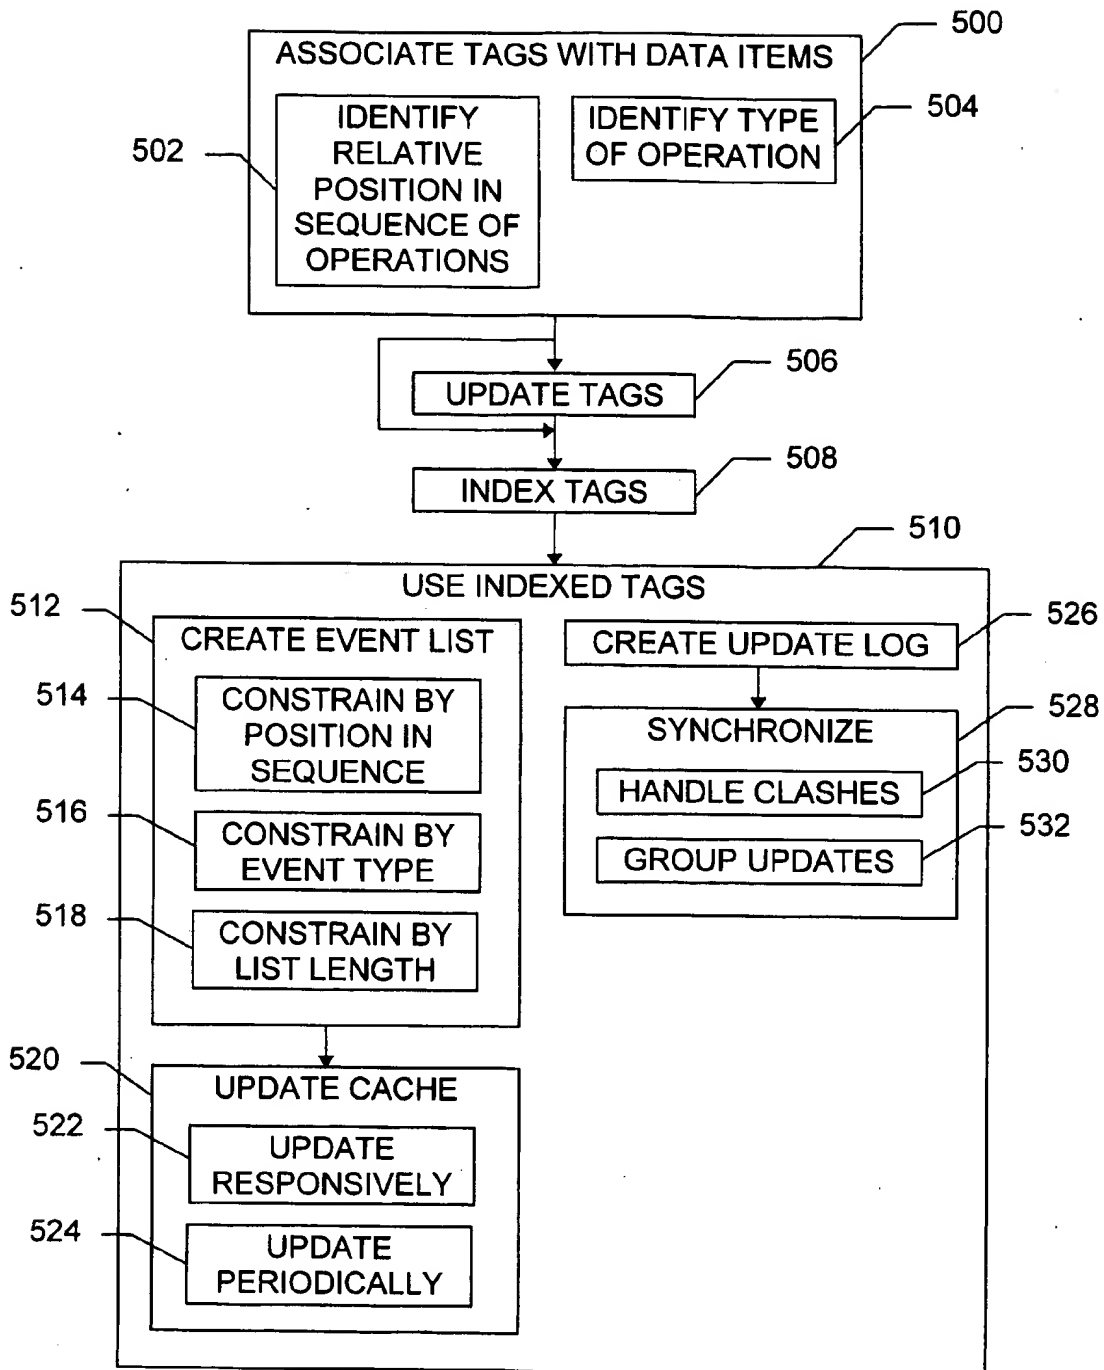 500
ASSOCIATE TAGS WITH DATA ITEMS
502
IDENTIFY
RELATIVE
POSITION IN
SEQUENCE OF
OPERATIONS
IDENTIFY TYPE
OF OPERATION
504
UPDATE TAGS
506
INDEX TAGS
508
510
USE INDEXED TAGS
512
CREATE EVENT LIST
514
CONSTRAIN BY
POSITION IN
SEQUENCE
516
CONSTRAIN BY
EVENT TYPE
518
CONSTRAIN BY
LIST LENGTH
520
UPDATE CACHE
522
UPDATE
RESPONSIVELY
524
UPDATE
PERIODICALLY
CREATE UPDATE LOG
526
SYNCHRONIZE
528
HANDLE CLASHES
530
GROUP UPDATES
532